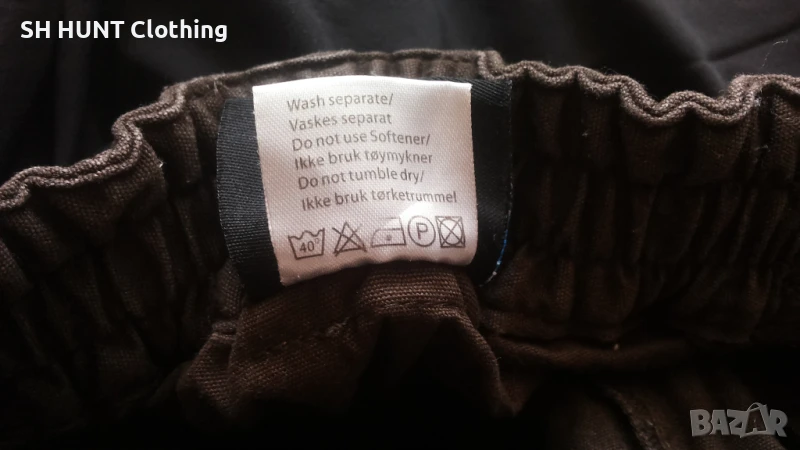 SH HUNT Clothing
Wash separate/
Vaskes separat
Do not use Softener/
Ikke bruk tøymykner
Do not tumble dry/
Ikke bruk tørketrummel
40° P
BAZAR